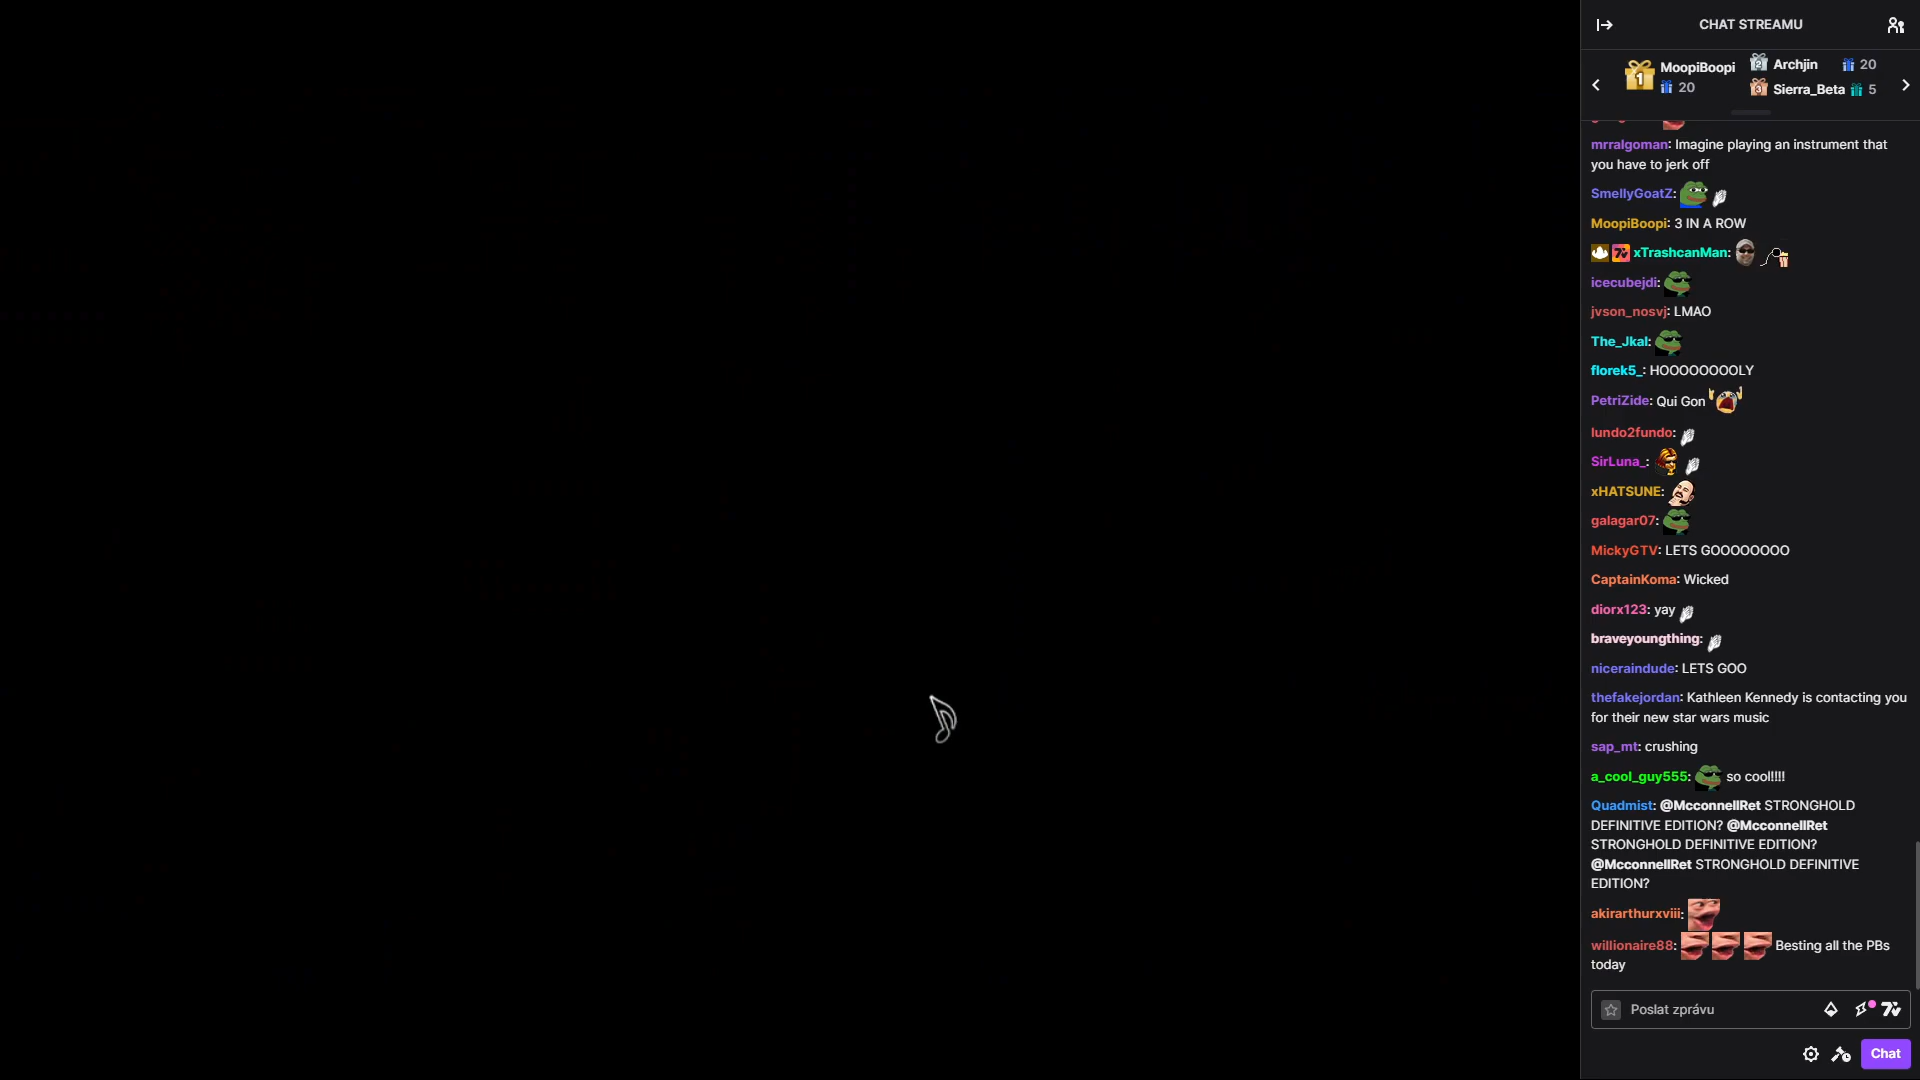 CHAT STREAMU
1 MoopiBoopi
20
2 Archjin 20
3 Sierra_Beta 5
mrralgoman: Imagine playing an instrument that
you have to jerk off
SmellyGoatZ:
MoopiBoopi: 3 IN A ROW
xTrashcanMan:
icecubejdi:
jvson_nosvj: LMAO
The_Jkal:
florek5_: HOOOOOOOOLY
PetriZide: Qui Gon
lundo2fundo:
SirLuna_:
xHATSUNE:
galagar07:
MickyGTV: LETS GOOOOOOOO
CaptainKoma: Wicked
diorx123: yay
braveyoungthing:
niceraindude: LETS GOO
thefakejordan: Kathleen Kennedy is contacting you
for their new star wars music
sap_mt: crushing
a_cool_guy555: so cool!!!!
Quadmist: @McconnellRet STRONGHOLD
DEFINITIVE EDITION? @McconnellRet
STRONGHOLD DEFINITIVE EDITION?
@McconnellRet STRONGHOLD DEFINITIVE
EDITION?
akirarthurxviii:
willionaire88: Besting all the PBs
today
Poslat zprávu
Chat